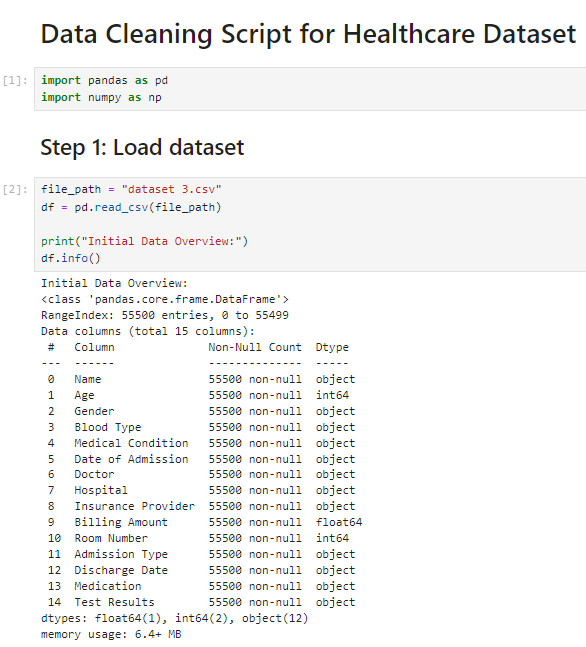 Data Cleaning Script for Healthcare Dataset
[1]: import pandas as pd
import numpy as np
Step 1: Load dataset
[2]: file_path = "dataset 3.csv"
df = pd.read_csv(file_path)
print("Initial Data Overview:")
df.info()
Initial Data Overview:
<class 'pandas.core.frame.DataFrame'>
RangeIndex: 55500 entries, 0 to 55499
Data columns (total 15 columns):
 #   Column              Non-Null Count  Dtype
---  ------              --------------  -----
 0   Name                55500 non-null  object
 1   Age                 55500 non-null  int64
 2   Gender              55500 non-null  object
 3   Blood Type          55500 non-null  object
 4   Medical Condition   55500 non-null  object
 5   Date of Admission   55500 non-null  object
 6   Doctor              55500 non-null  object
 7   Hospital            55500 non-null  object
 8   Insurance Provider  55500 non-null  object
 9   Billing Amount      55500 non-null  float64
 10  Room Number         55500 non-null  int64
 11  Admission Type      55500 non-null  object
 12  Discharge Date      55500 non-null  object
 13  Medication          55500 non-null  object
 14  Test Results        55500 non-null  object
dtypes: float64(1), int64(2), object(12)
memory usage: 6.4+ MB